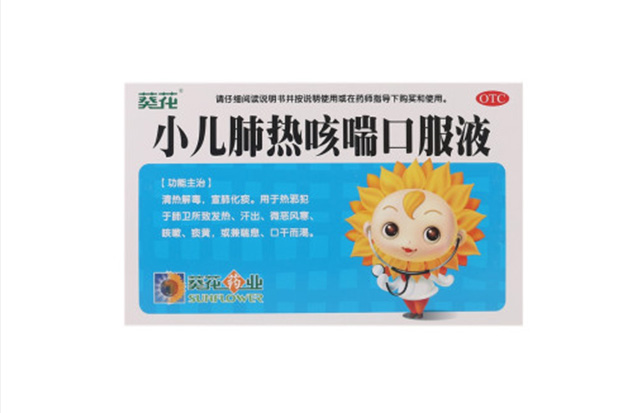 葵花®
请仔细阅读说明书并按说明使用或在药师指导下购买和使用。
OTC
小儿肺热咳喘口服液
【功能主治】
清热解毒，宣肺化痰。用于热邪犯
于肺卫所致发热、汗出、微恶风寒、
咳嗽、痰黄，或兼喘息、口干而渴。
葵花药业
SUNFLOWER